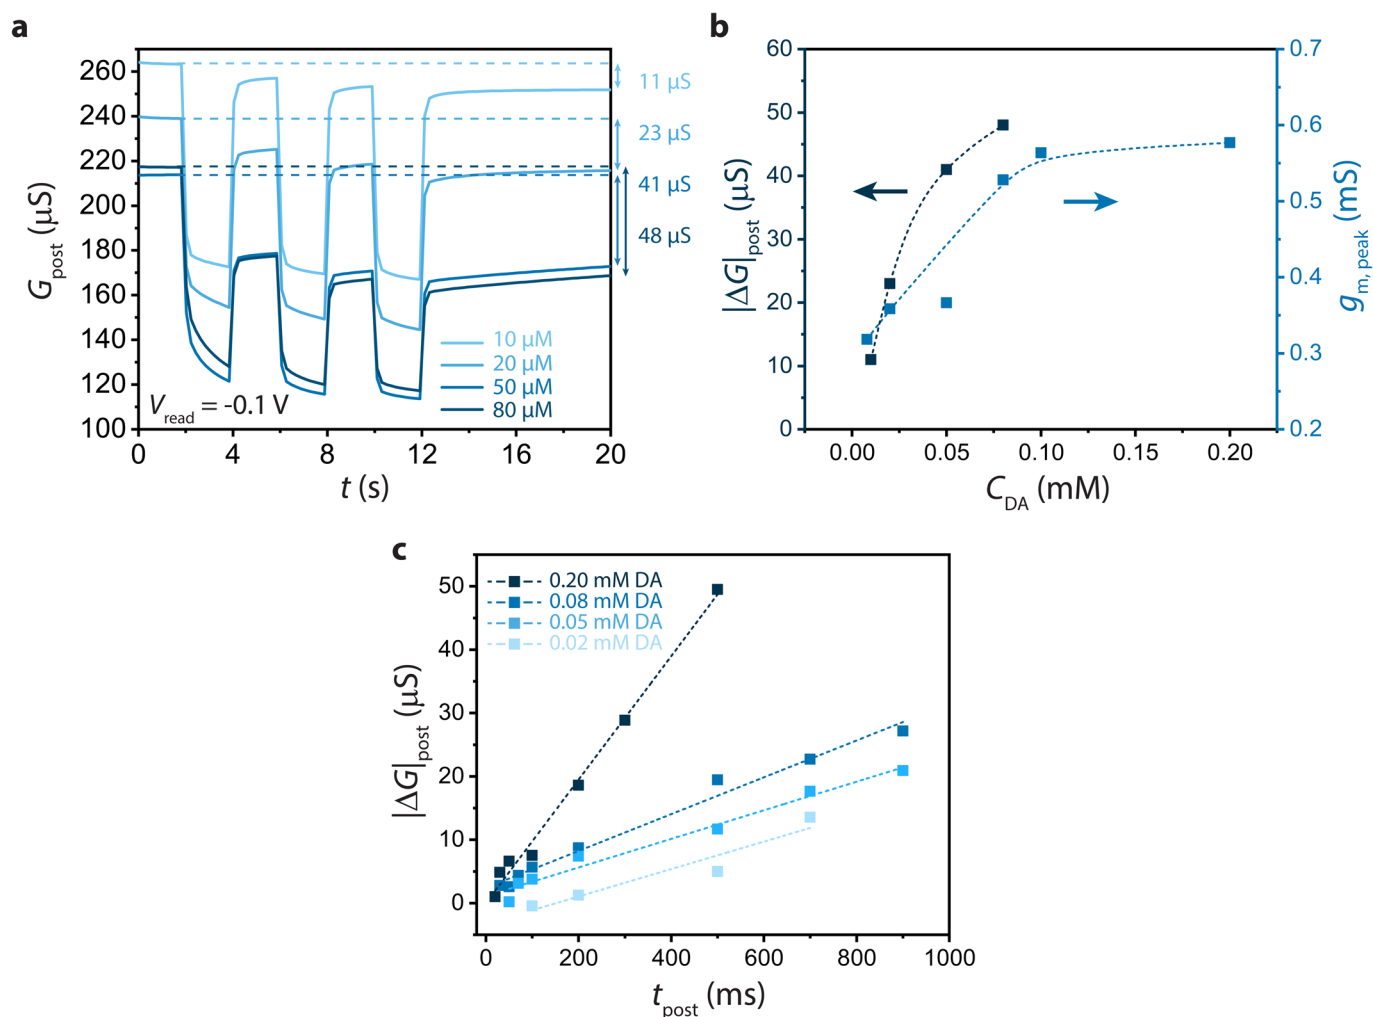 a
260
240
220
200
180
160
140
120
100
G_post (µS)
11 µS
23 µS
41 µS
48 µS
10 µM
20 µM
50 µM
80 µM
V_read = -0.1 V
0 4 8 12 16 20
t (s)
b
60
50
40
30
20
10
0
|ΔG|_post (µS)
0.7
0.6
0.5
0.4
0.3
0.2
g_m, peak (mS)
0.00 0.05 0.10 0.15 0.20
C_DA (mM)
c
0.20 mM DA
0.08 mM DA
0.05 mM DA
0.02 mM DA
50
40
30
20
10
0
|ΔG|_post (µS)
0 200 400 600 800 1000
t_post (ms)